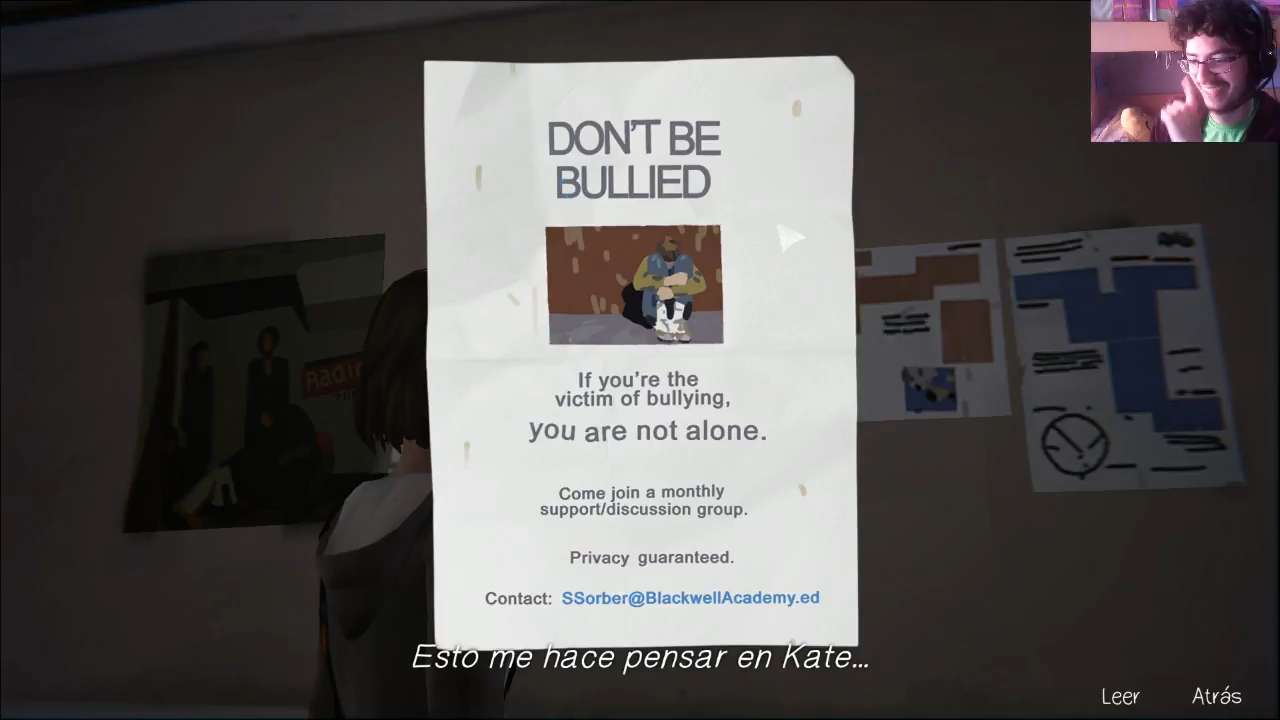 DON'T BE
BULLIED
Radio
If you're the
victim of bullying,
you are not alone.
Come join a monthly
support/discussion group.
Privacy guaranteed.
Contact: SSorber@BlackwellAcademy.ed
Esto me hace pensar en Kate...
Leer Atrás